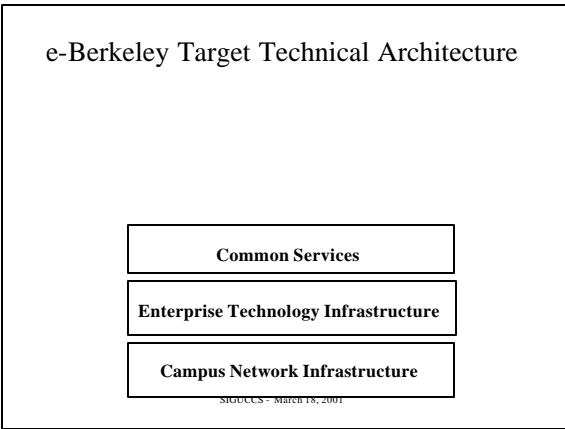 e-Berkeley Target Technical Architecture
Common Services
Enterprise Technology Infrastructure
Campus Network Infrastructure
SIGUCCS - March 18, 2001